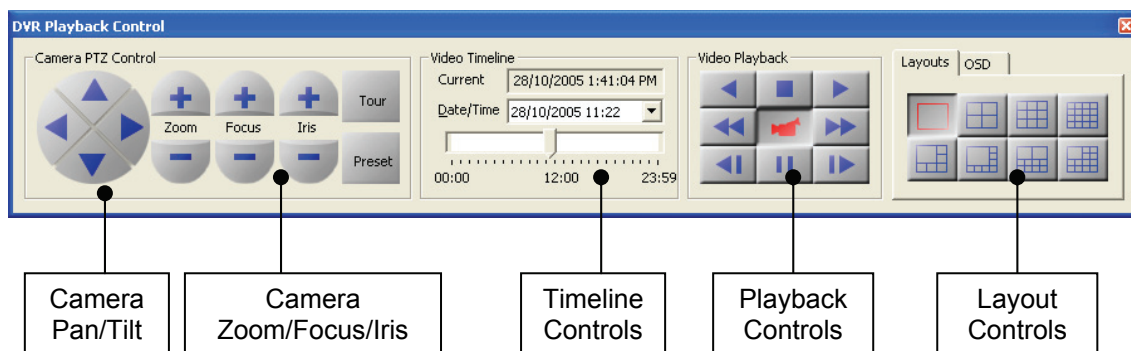 DVR Playback Control
Camera PTZ Control
Zoom Focus Iris
Tour
Preset
Video Timeline
Current 28/10/2005 1:41:04 PM
Date/Time 28/10/2005 11:22
00:00 12:00 23:59
Video Playback
Layouts OSD
Camera
Pan/Tilt
Camera
Zoom/Focus/Iris
Timeline
Controls
Playback
Controls
Layout
Controls